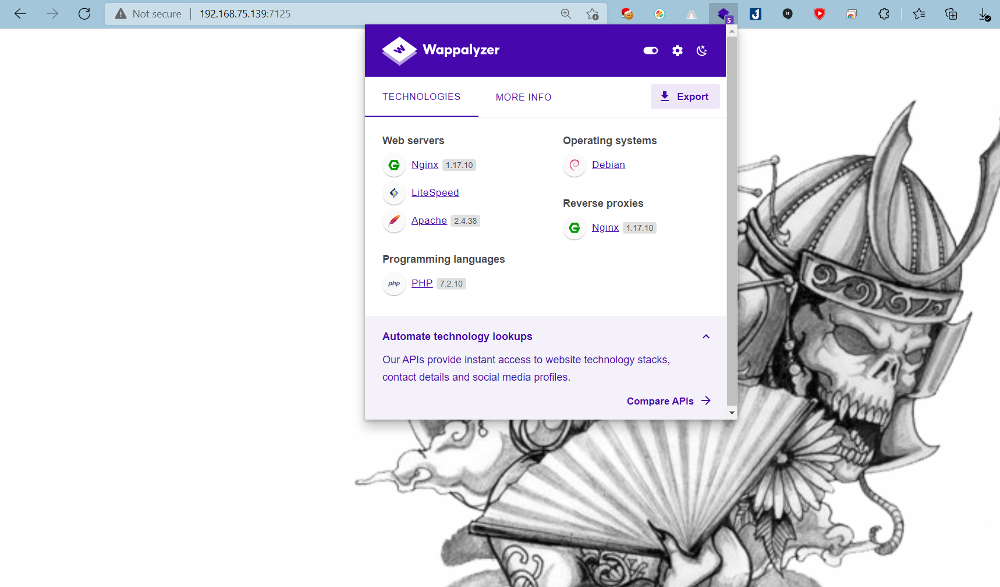 Not secure
192.168.75.139:7125
5
W
Wappalyzer
TECHNOLOGIES
MORE INFO
Export
Web servers
Nginx 1.17.10
LiteSpeed
Apache 2.4.38
Programming languages
php
PHP 7.2.10
Operating systems
Debian
Reverse proxies
Nginx 1.17.10
Automate technology lookups
Our APIs provide instant access to website technology stacks,
contact details and social media profiles.
Compare APIs